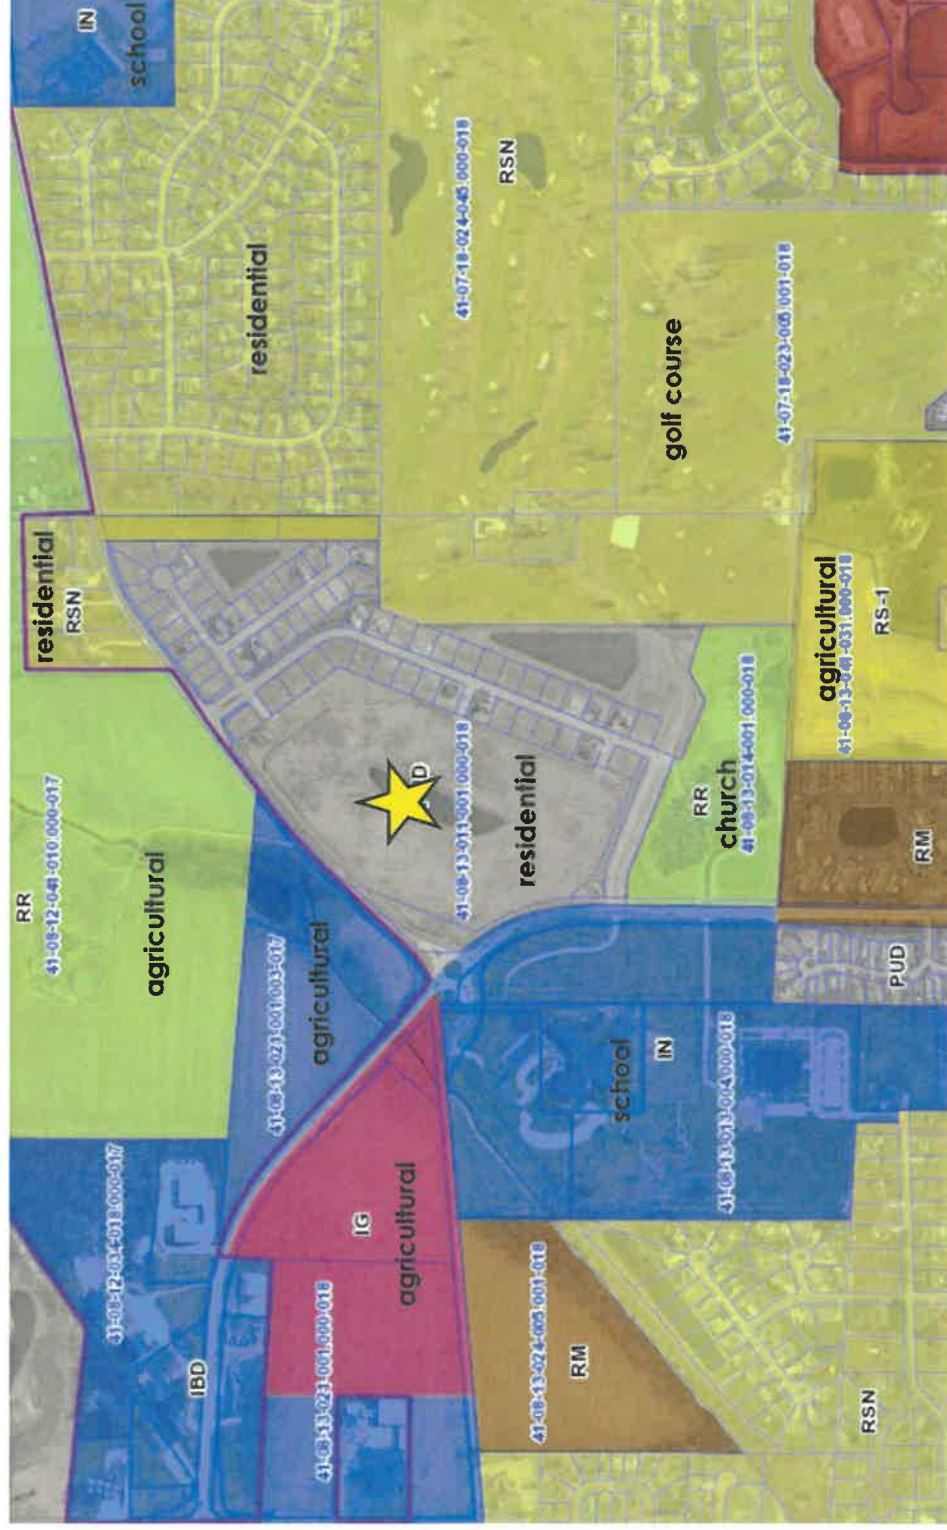 RR
residential
41-08-12-041-010.000-017
RSN
IN
school
41-08-12-034-018.000-017
agricultural
IBD
residential
41-08-13-021-001.003-017
agricultural
41-08-13-023-001.000-018
IG
agricultural
D
41-08-13-011-001.000-018
residential
41-07-18-024-045.000-018
RSN
41-08-13-024-005.001-018
RM
school
IN
41-08-13-013-004.000-018
golf course
41-07-18-023-005.001-018
RR
church
41-08-13-014-001.000-018
agricultural
41-08-13-041-031.000-018
RS-1
RSN
PUD
RM